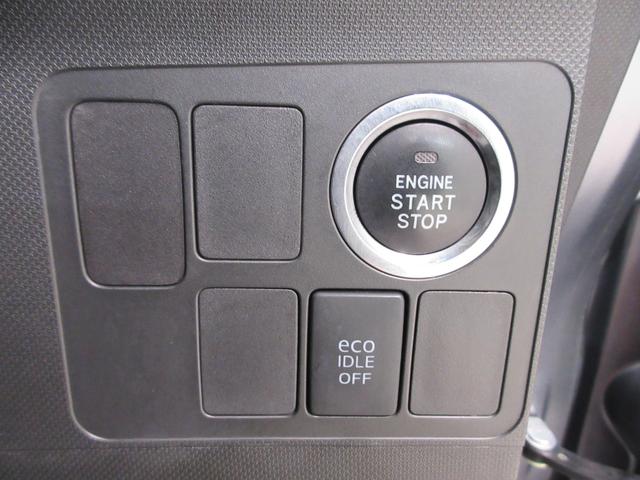 ENGINE
START
STOP
eco
IDLE
OFF